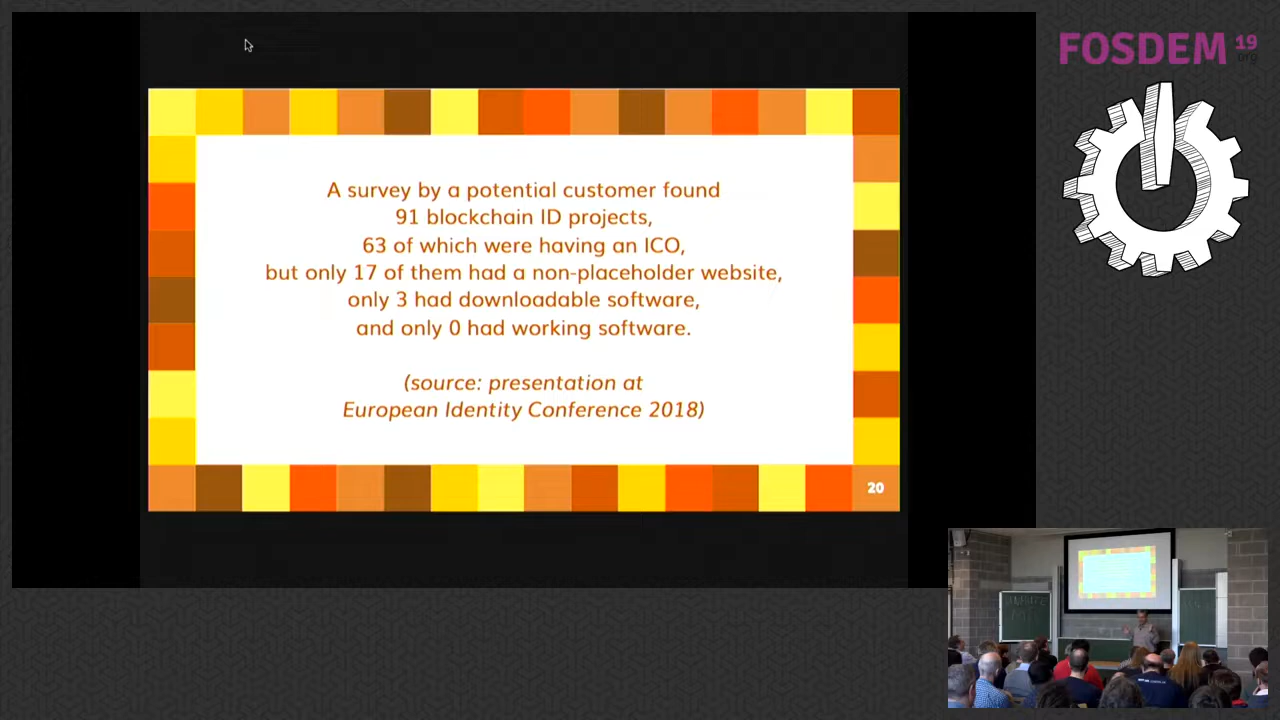 FOSDEM 19
.org
A survey by a potential customer found
91 blockchain ID projects,
63 of which were having an ICO,
but only 17 of them had a non-placeholder website,
only 3 had downloadable software,
and only 0 had working software.
(source: presentation at
European Identity Conference 2018)
20